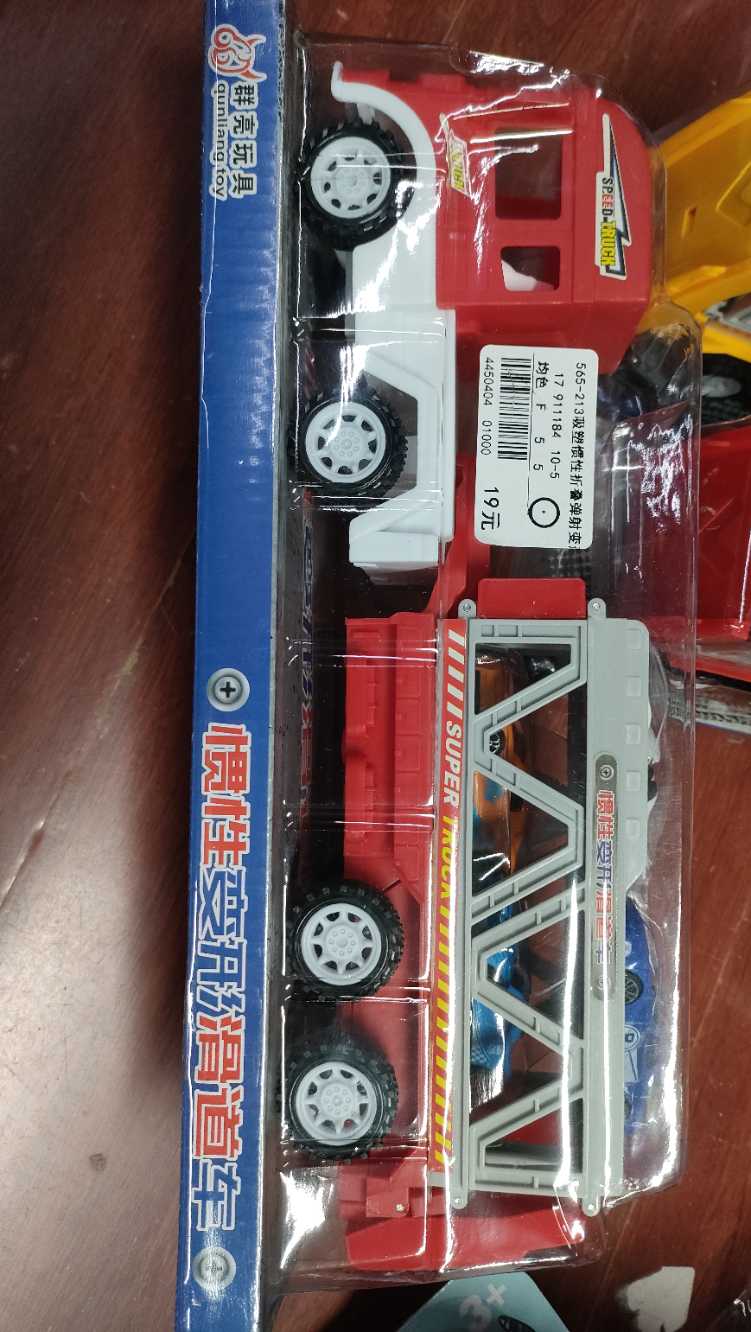 群亮玩具
qunliang toy
惯性变形滑道车
SPEED-TRUCK
565-213吸塑惯性折叠弹射变
17 911184 10-5
均色 F 5 5
4450404 01000
19元
SUPER TRUCK
惯性变形滑道车
3+